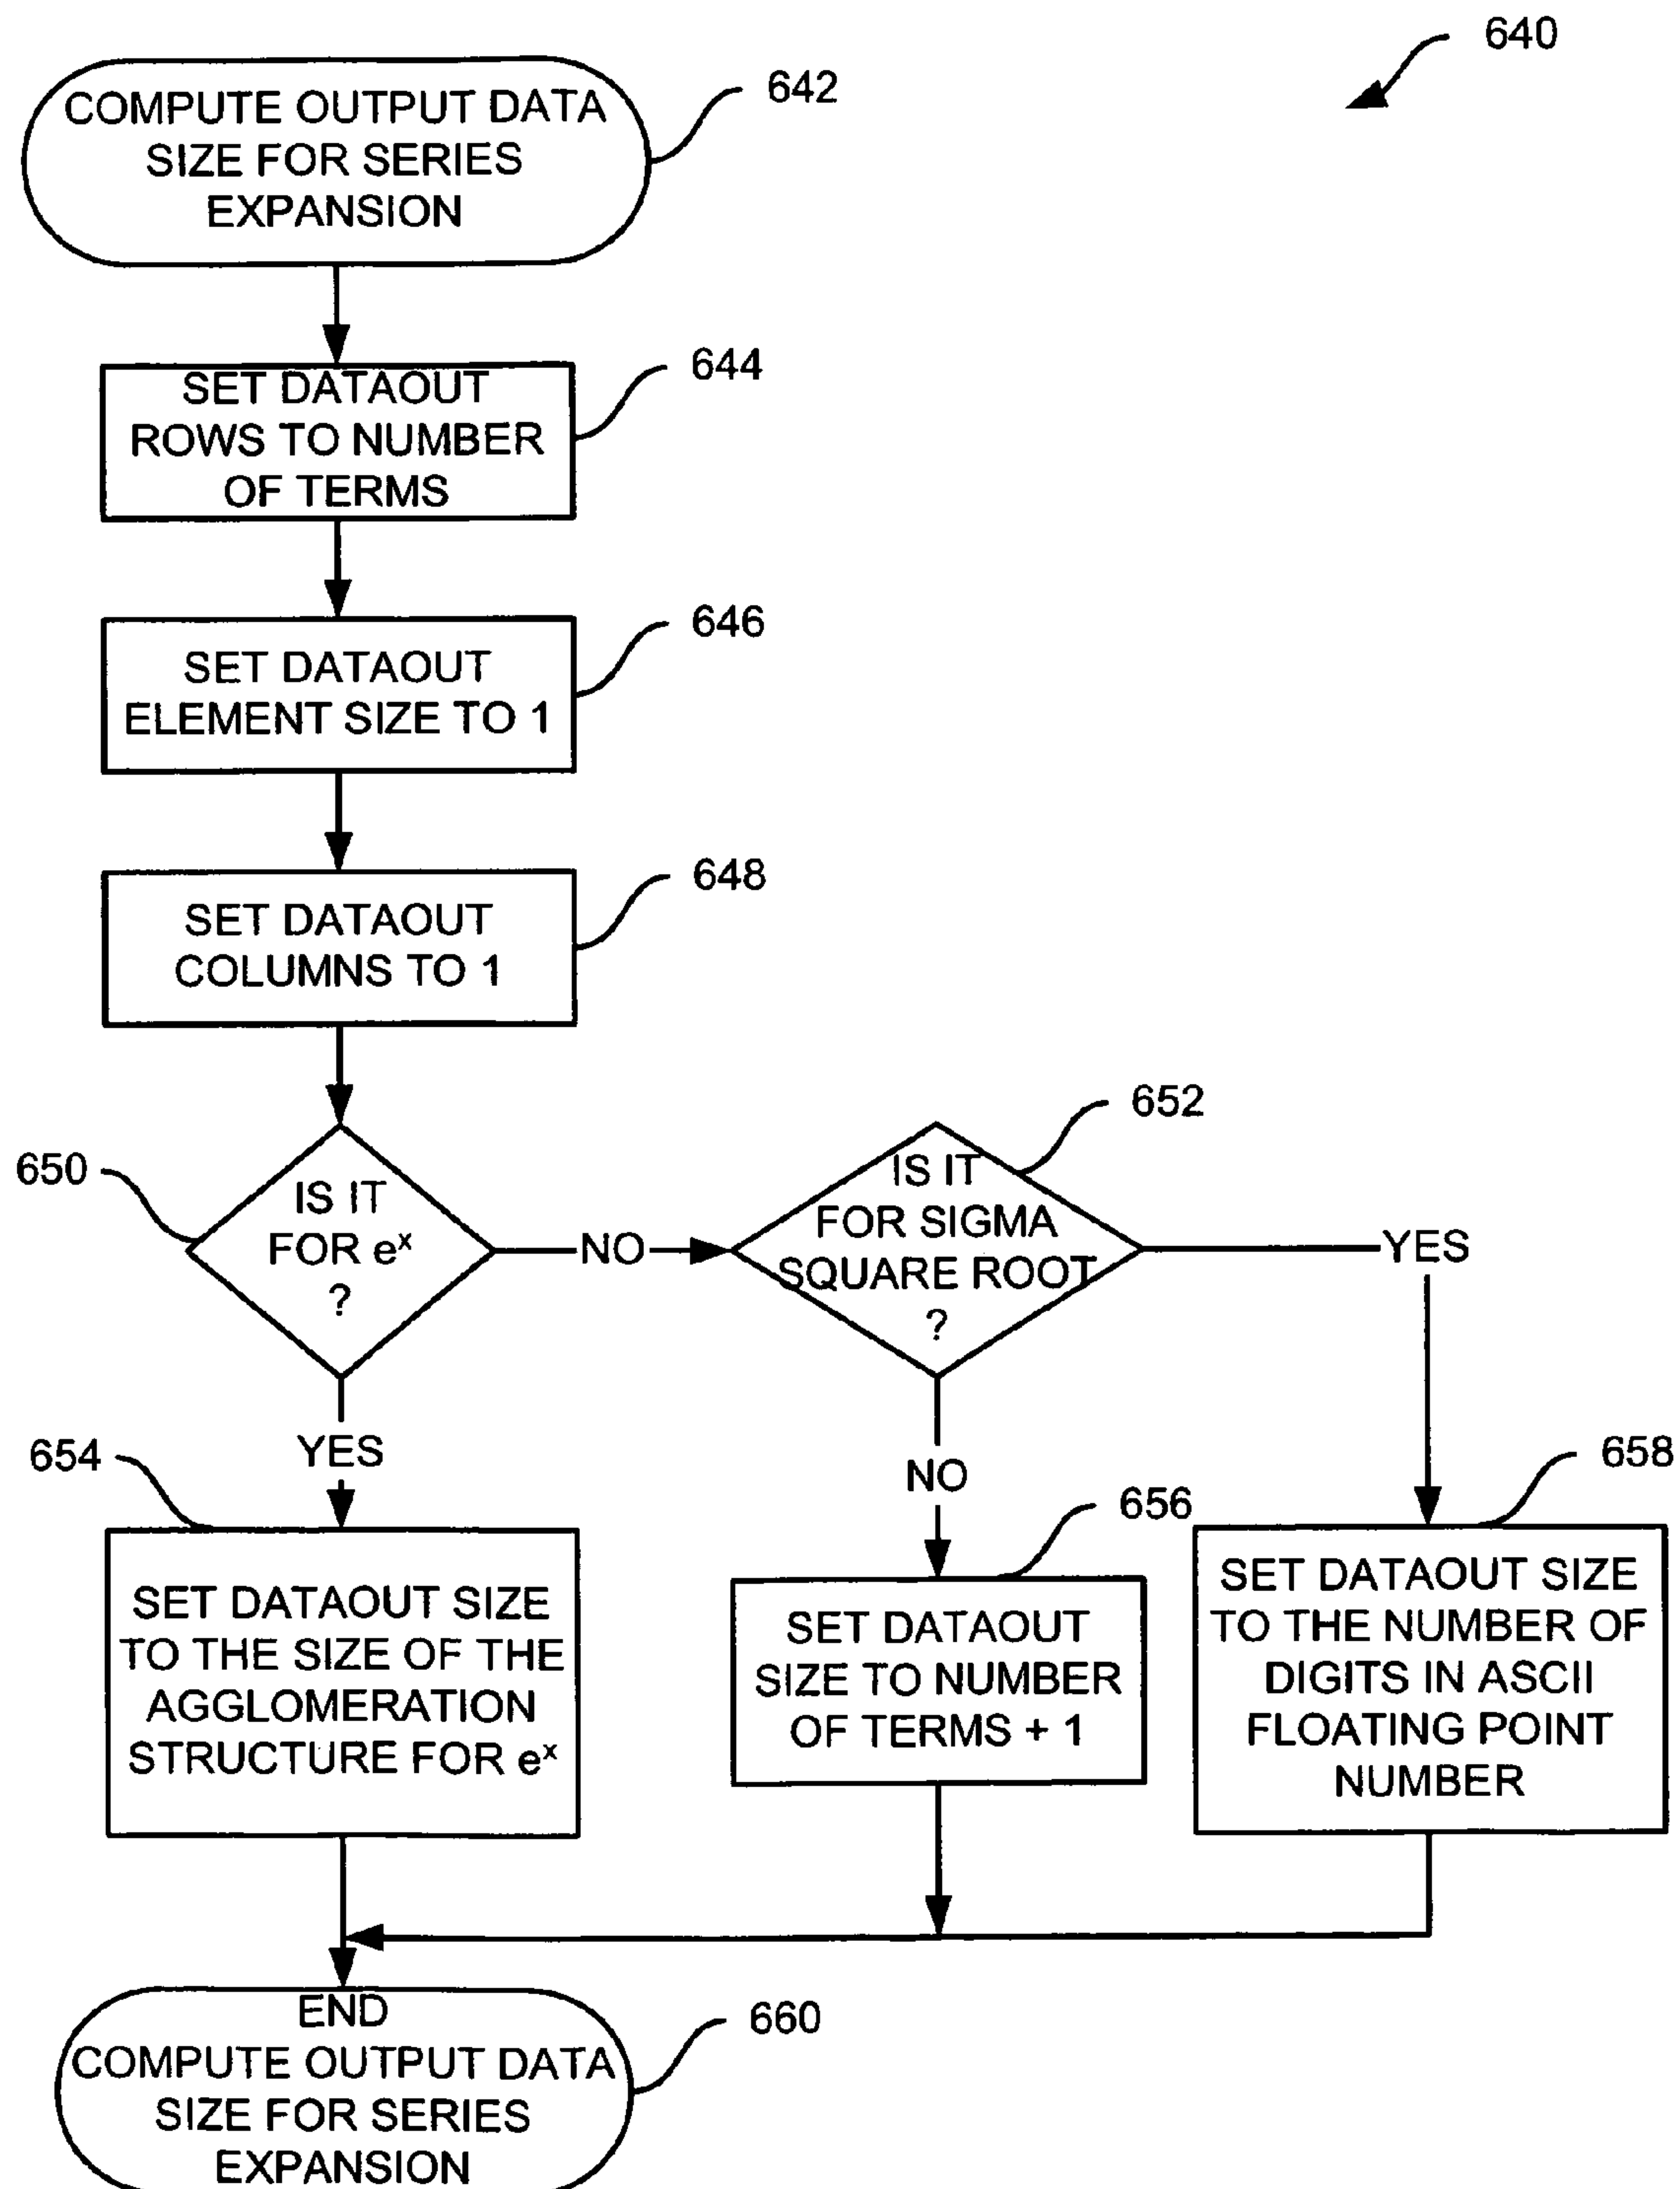 640
COMPUTE OUTPUT DATA
SIZE FOR SERIES
EXPANSION
642
SET DATAOUT
ROWS TO NUMBER
OF TERMS
644
SET DATAOUT
ELEMENT SIZE TO 1
646
SET DATAOUT
COLUMNS TO 1
648
IS IT
FOR eˣ
?
650
NO
IS IT
FOR SIGMA
SQUARE ROOT
?
652
YES
YES
NO
SET DATAOUT SIZE
TO THE SIZE OF THE
AGGLOMERATION
STRUCTURE FOR eˣ
654
SET DATAOUT
SIZE TO NUMBER
OF TERMS + 1
656
SET DATAOUT SIZE
TO THE NUMBER OF
DIGITS IN ASCII
FLOATING POINT
NUMBER
658
END
COMPUTE OUTPUT DATA
SIZE FOR SERIES
EXPANSION
660